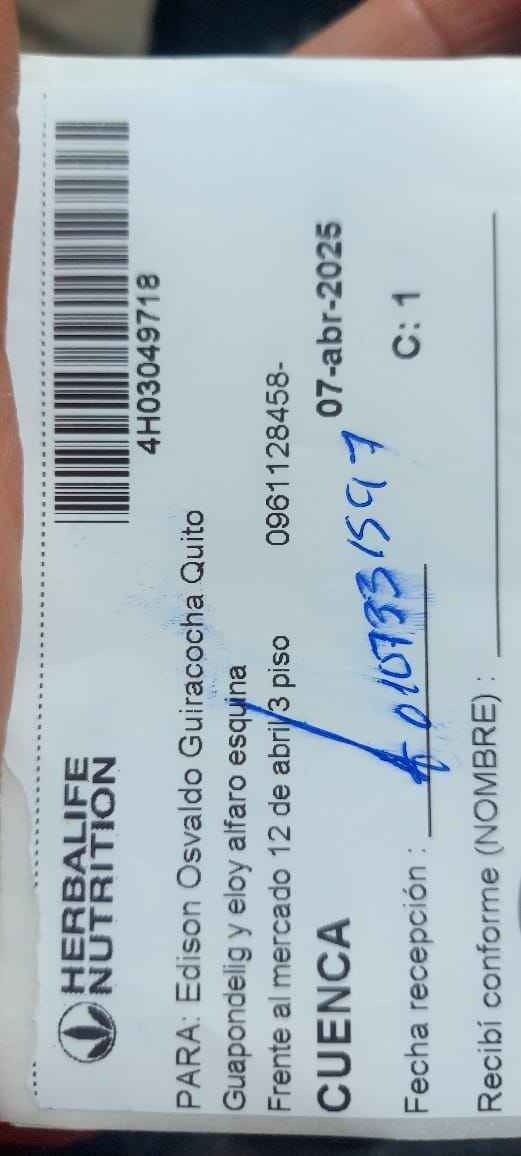 HERBALIFE
NUTRITION
4H03049718
PARA: Edison Osvaldo Guiracocha Quito
Guapondelig y eloy alfaro esquina
Frente al mercado 12 de abril 3 piso 0961128458-
CUENCA 07-abr-2025
Fecha recepción : 0107331597 C: 1
Recibí conforme (NOMBRE) :